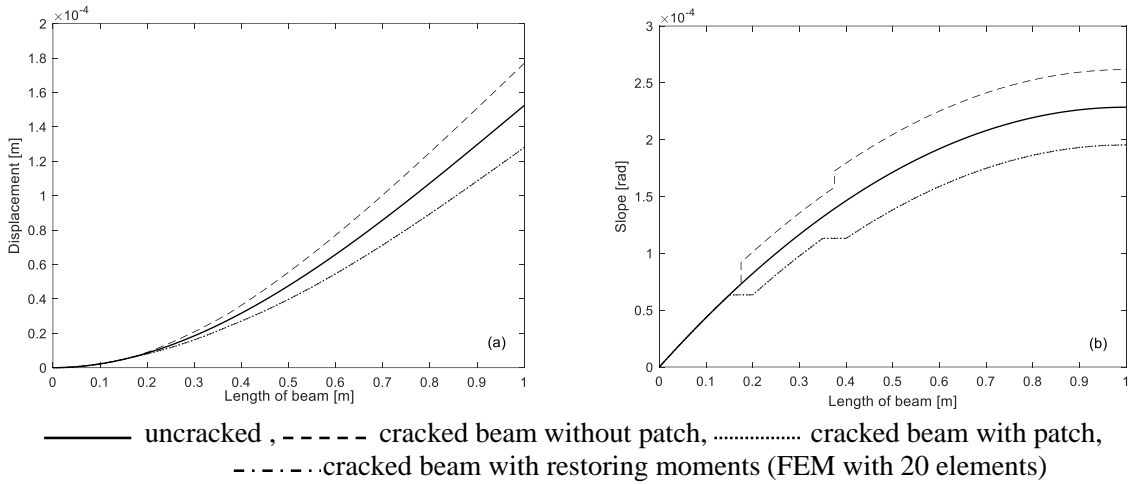 ×10-4
2
1.8
1.6
1.4
1.2
1
0.8
0.6
0.4
0.2
0
Displacement [m]
0 0.1 0.2 0.3 0.4 0.5 0.6 0.7 0.8 0.9 1
Length of beam [m]
(a)
×10-4
3
2.5
2
1.5
1
0.5
0
Slope [rad]
0 0.1 0.2 0.3 0.4 0.5 0.6 0.7 0.8 0.9 1
Length of beam [m]
(b)
uncracked , cracked beam without patch, cracked beam with patch,
cracked beam with restoring moments (FEM with 20 elements)